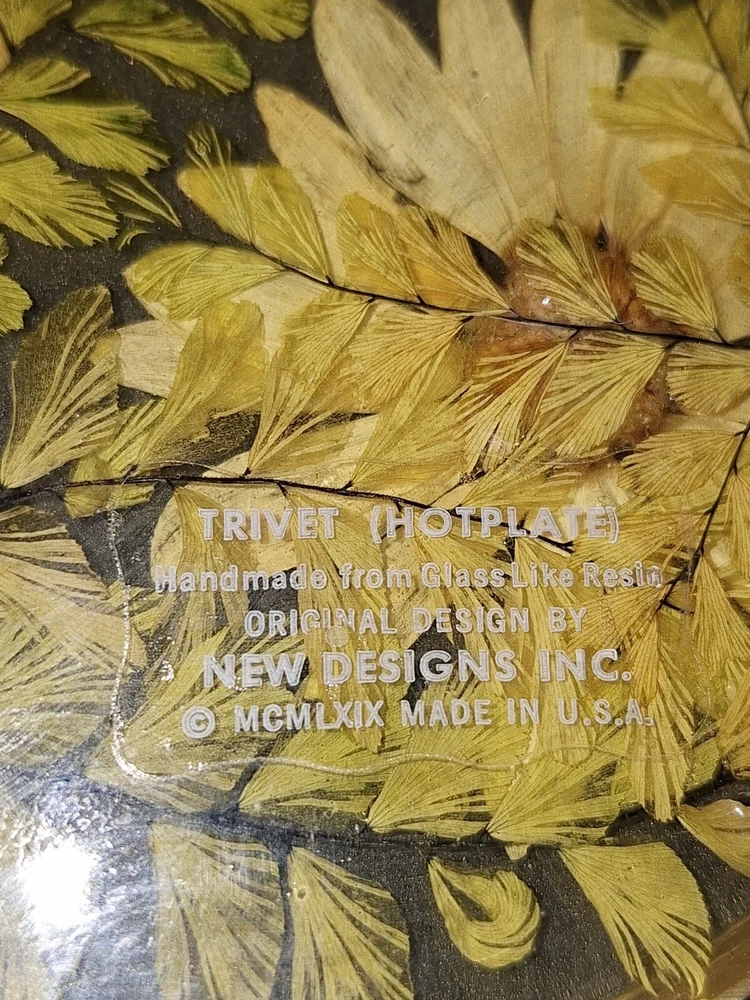 TRIVET (HOTPLATE)
Handmade from Glass Like Resin
ORIGINAL DESIGN BY
NEW DESIGNS INC.
© MCMLXIX MADE IN U.S.A.